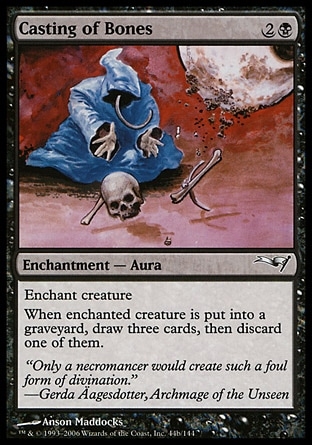 Casting of Bones 2
Enchantment — Aura
Enchant creature
When enchanted creature is put into a
graveyard, draw three cards, then discard
one of them.
"Only a necromancer would create such a foul
form of divination."
—Gerda Äagesdotter, Archmage of the Unseen
Anson Maddocks
™ & © 1993–2006 Wizards of the Coast, Inc. 44b/144